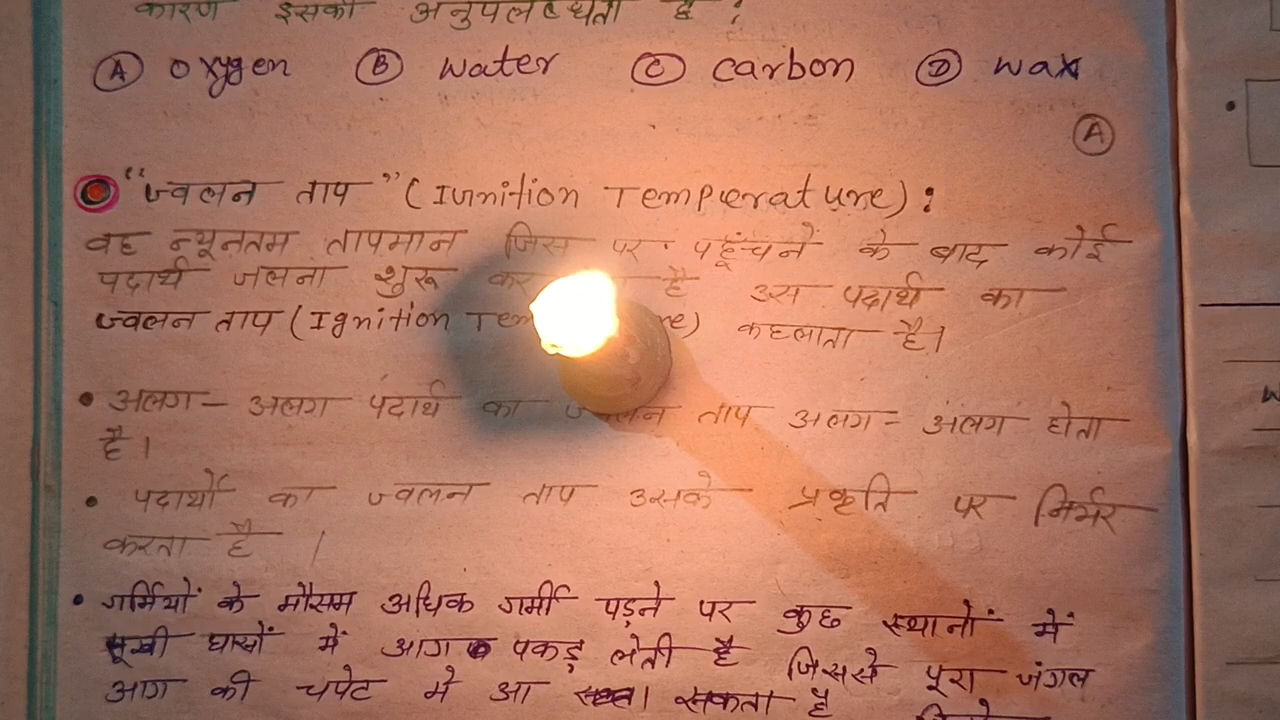 कारण इसकी अनुपलब्धता है :
Ⓐ oxygen Ⓑ water Ⓒ carbon Ⓓ wax
Ⓐ
“ज्वलन ताप” (Ignition Temperature) :
वह न्यूनतम तापमान जिस पर पहूँचनें के बाद कोई
पदार्थ जलना शुरू कर है उस पदार्थ का
ज्वलन ताप (Ignition कहलाता है।
• अलग - अलग पदार्थ का ताप अलग - अलग होता
है।
• पदार्थों का ज्वलन ताप उसके प्रकृति पर निर्भर
करता है ।
• गर्मियों के मौसम अधिक गर्मी पड़ने पर कुछ स्थानों में
सूखी घासों में आग पकड़ लेती है जिससे पूरा जंगल
आग की चपेट मे आ सकता है